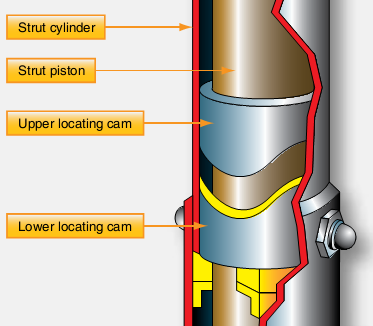 Strut cylinder
Strut piston
Upper locating cam
Lower locating cam